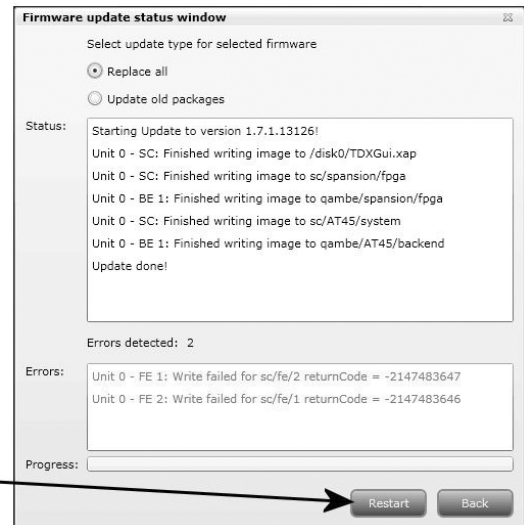 Firmware update status window
Select update type for selected firmware
Replace all
Update old packages
Status:
Starting Update to version 1.7.1.13126!
Unit 0 - SC: Finished writing image to /disk0/TDXGui.xap
Unit 0 - SC: Finished writing image to sc/spansion/fpga
Unit 0 - BE 1: Finished writing image to qambe/spansion/fpga
Unit 0 - SC: Finished writing image to sc/AT45/system
Unit 0 - BE 1: Finished writing image to qambe/AT45/backend
Update done!
Errors detected: 2
Errors:
Unit 0 - FE 1: Write failed for sc/fe/2 returnCode = -2147483647
Unit 0 - FE 2: Write failed for sc/fe/1 returnCode = -2147483646
Progress:
Restart
Back